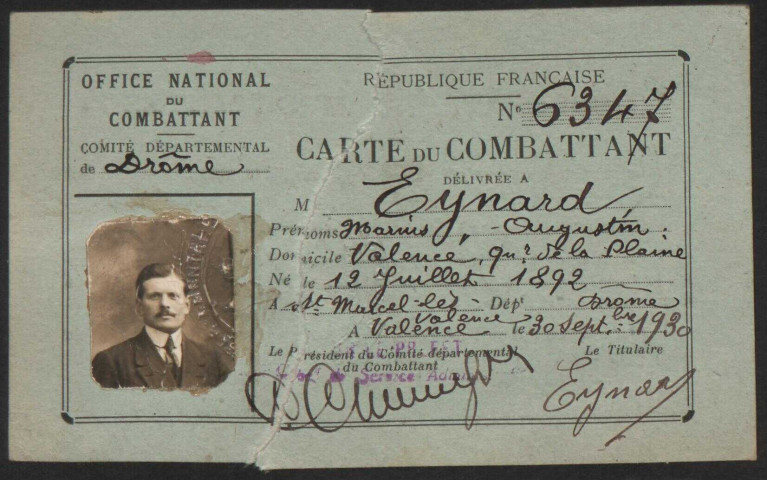 OFFICE NATIONAL
DU
COMBATTANT
COMITÉ DÉPARTEMENTAL
de Drôme
RÉPUBLIQUE FRANÇAISE
N° 6347
CARTE DU COMBATTANT
DÉLIVRÉE A
M Eynard
Prénoms Marius, Augustin
Domicile Valence, qur de la Plaine
Né le 12 Juillet 1892
A St Marcel-lès-Valence Dépt Drôme
A Valence le 30 septbre 1930
Le Président du Comité départemental
du Combattant
Le Titulaire
Eynard